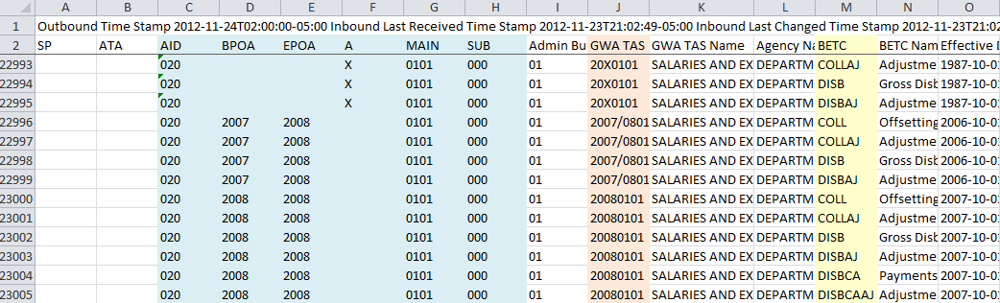 A B C D E F G H I J K L M N O
1 Outbound Time Stamp 2012-11-24T02:00:00-05:00 Inbound Last Received Time Stamp 2012-11-23T21:02:49-05:00 Inbound Last Changed Time Stamp 2012-11-23T21:02
2 SP ATA AID BPOA EPOA A MAIN SUB Admin Bu GWA TAS GWA TAS Name Agency Na BETC BETC Nam Effective D
22993 020 X 0101 000 01 20X0101 SALARIES AND EX DEPARTM COLLAJ Adjustme 1987-10-01
22994 020 X 0101 000 01 20X0101 SALARIES AND EX DEPARTM DISB Gross Disb 1987-10-01
22995 020 X 0101 000 01 20X0101 SALARIES AND EX DEPARTM DISBAJ Adjustme 1987-10-01
22996 020 2007 2008 0101 000 01 2007/0801 SALARIES AND EX DEPARTM COLL Offsetting 2006-10-01
22997 020 2007 2008 0101 000 01 2007/0801 SALARIES AND EX DEPARTM COLLAJ Adjustme 2006-10-01
22998 020 2007 2008 0101 000 01 2007/0801 SALARIES AND EX DEPARTM DISB Gross Disb 2006-10-01
22999 020 2007 2008 0101 000 01 2007/0801 SALARIES AND EX DEPARTM DISBAJ Adjustme 2006-10-01
23000 020 2008 2008 0101 000 01 20080101 SALARIES AND EX DEPARTM COLL Offsetting 2007-10-01
23001 020 2008 2008 0101 000 01 20080101 SALARIES AND EX DEPARTM COLLAJ Adjustme 2007-10-01
23002 020 2008 2008 0101 000 01 20080101 SALARIES AND EX DEPARTM DISB Gross Disb 2007-10-01
23003 020 2008 2008 0101 000 01 20080101 SALARIES AND EX DEPARTM DISBAJ Adjustme 2007-10-01
23004 020 2008 2008 0101 000 01 20080101 SALARIES AND EX DEPARTM DISBCA Payments 2007-10-01
23005 020 2008 2008 0101 000 01 20080101 SALARIES AND EX DEPARTM DISBCAAJ Adjustme 2007-10-01